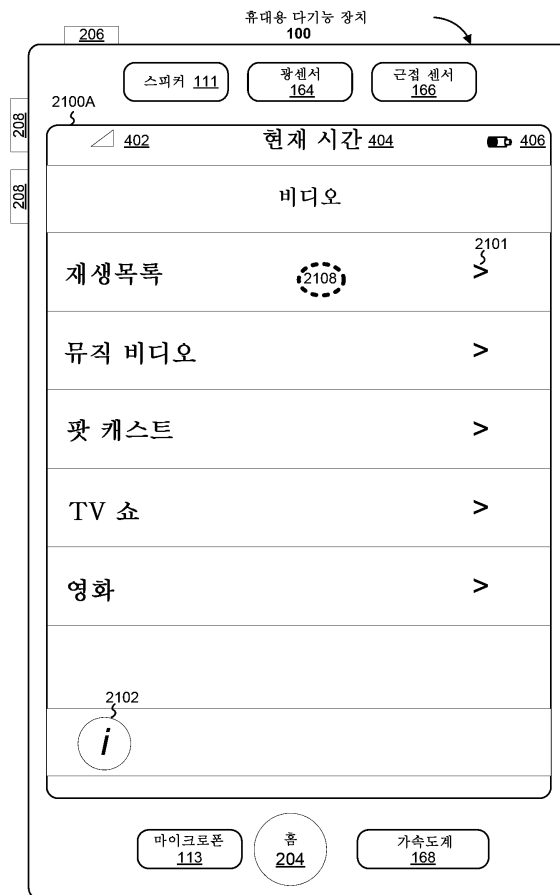 휴대용 다기능 장치
100
206
스피커 111
광센서
164
근접 센서
166
2100A
208
208
402
현재 시간 404
406
비디오
2101
재생목록 2108 >
뮤직 비디오 >
팟 캐스트 >
TV 쇼 >
영화 >
2102
i
마이크로폰
113
홈
204
가속도계
168